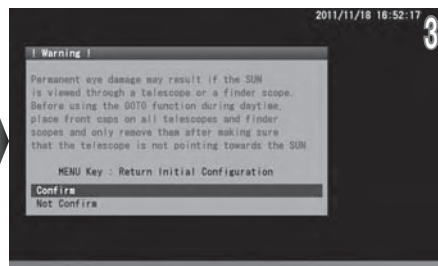 2011/11/18 16:52:17
3
! Warning !
Permanent eye damage may result if the SUN
is viewed through a telescope or a finder scope.
Before using the GOTO function during daytime,
place front caps on all telescopes and finder
scopes and only remove them after making sure
that the telescope is not pointing towards the SUN
MENU Key : Return Initial Configuration
Confirm
Not Confirm